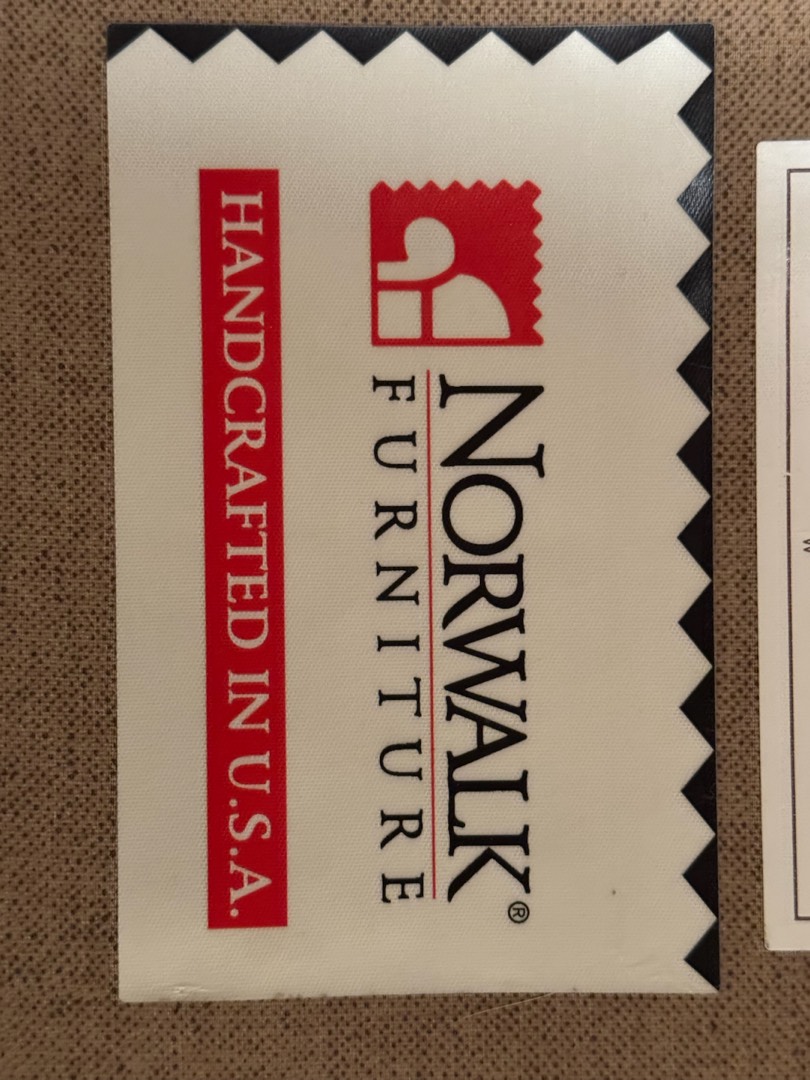 NORWALK®
FURNITURE
HANDCRAFTED IN U.S.A.